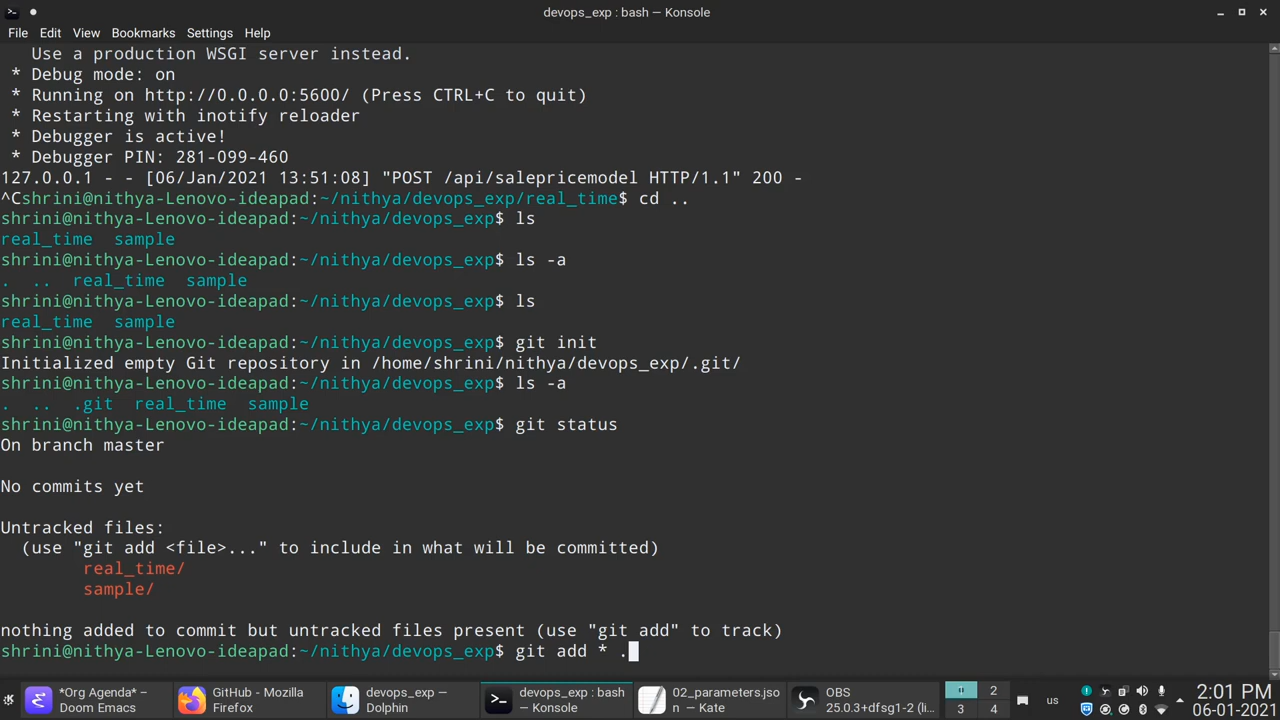 devops_exp : bash — Konsole
File Edit View Bookmarks Settings Help
Use a production WSGI server instead.
* Debug mode: on
* Running on http://0.0.0.0:5600/ (Press CTRL+C to quit)
* Restarting with inotify reloader
* Debugger is active!
* Debugger PIN: 281-099-460
127.0.0.1 - - [06/Jan/2021 13:51:08] "POST /api/salepricemodel HTTP/1.1" 200 -
^Cshrini@nithya-Lenovo-ideapad:~/nithya/devops_exp/real_time$ cd ..
shrini@nithya-Lenovo-ideapad:~/nithya/devops_exp$ ls
real_time  sample
shrini@nithya-Lenovo-ideapad:~/nithya/devops_exp$ ls -a
.  ..  real_time  sample
shrini@nithya-Lenovo-ideapad:~/nithya/devops_exp$ ls
real_time  sample
shrini@nithya-Lenovo-ideapad:~/nithya/devops_exp$ git init
Initialized empty Git repository in /home/shrini/nithya/devops_exp/.git/
shrini@nithya-Lenovo-ideapad:~/nithya/devops_exp$ ls -a
.  ..  .git  real_time  sample
shrini@nithya-Lenovo-ideapad:~/nithya/devops_exp$ git status
On branch master
No commits yet
Untracked files:
(use "git add <file>..." to include in what will be committed)
real_time/
sample/
nothing added to commit but untracked files present (use "git add" to track)
shrini@nithya-Lenovo-ideapad:~/nithya/devops_exp$ git add * .
*Org Agenda* –
Doom Emacs
GitHub - Mozilla
Firefox
devops_exp —
Dolphin
devops_exp : bash
— Konsole
02_parameters.jso
n — Kate
OBS
25.0.3+dfsg1-2 (li...
2
3 4
us
2:01 PM
06-01-2021